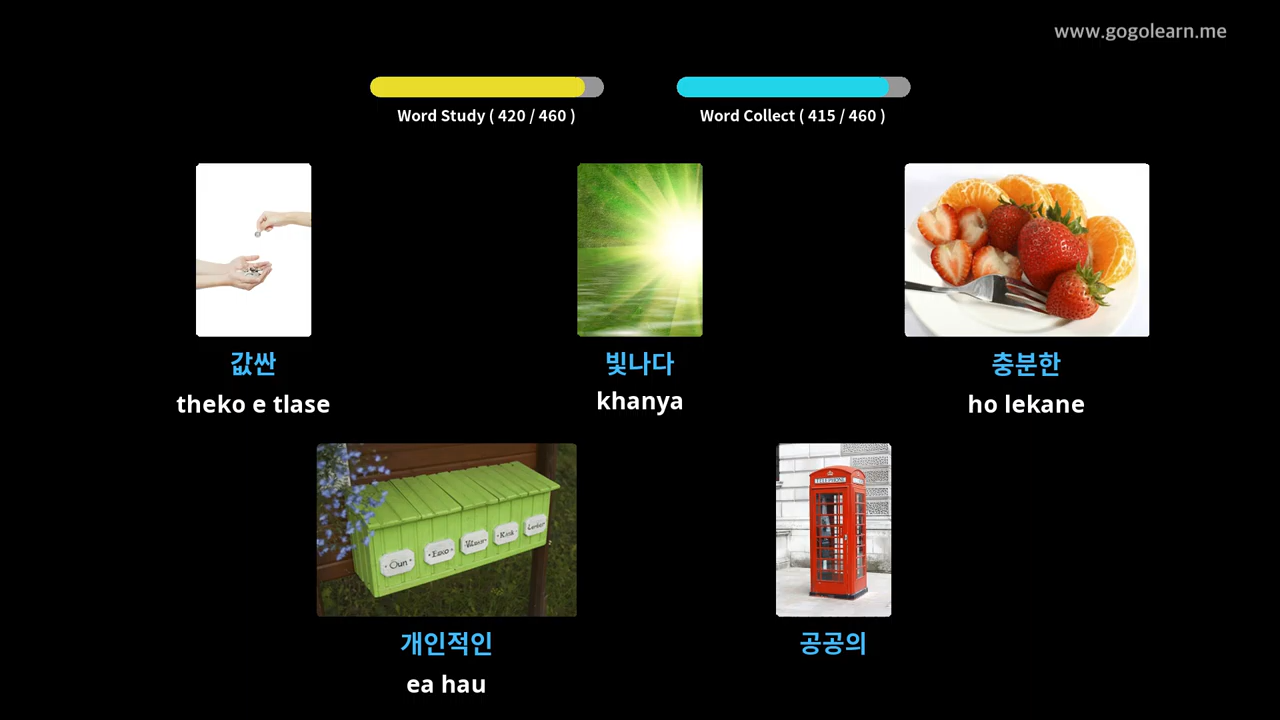 www.gogolearn.me
Word Study ( 420 / 460 )
Word Collect ( 415 / 460 )
값싼
빛나다
충분한
theko e tlase
khanya
ho lekane
TELEPHONE
개인적인
공공의
ea hau